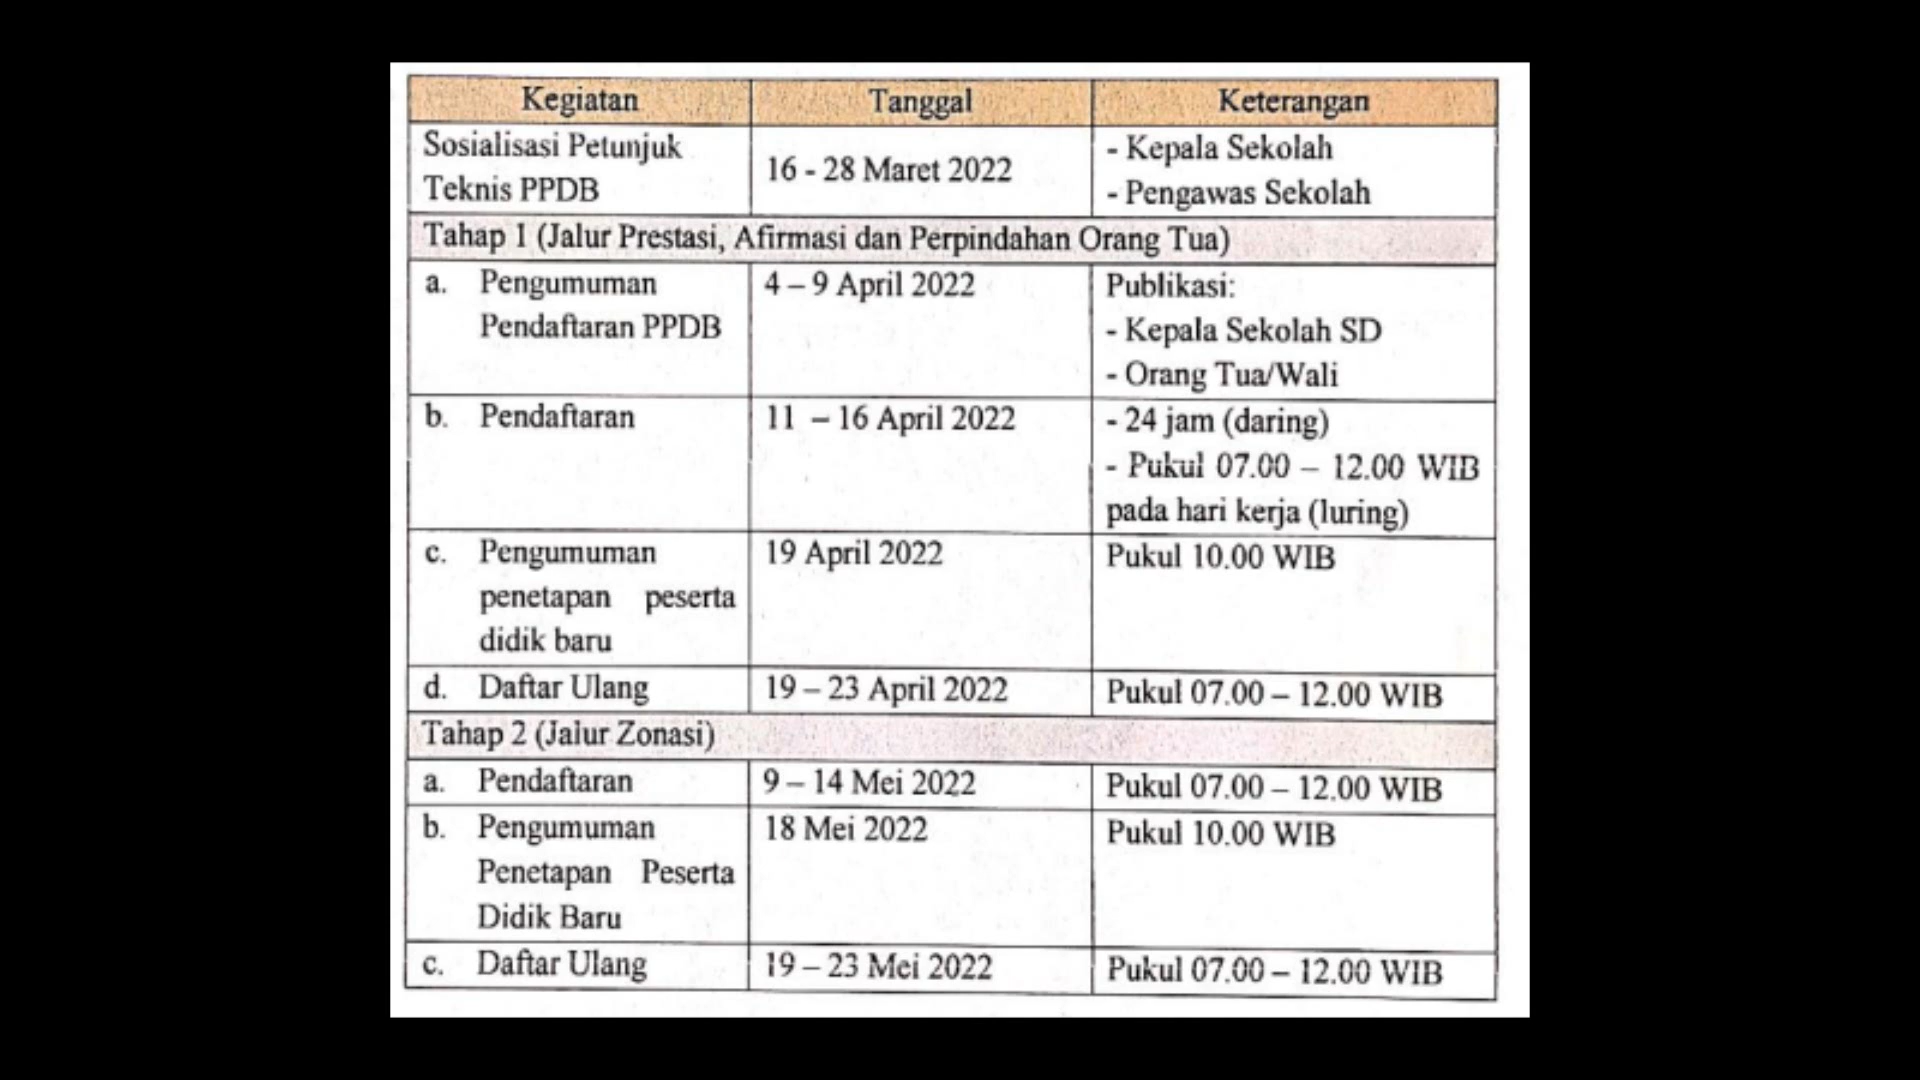 Kegiatan Tanggal Keterangan
Sosialisasi Petunjuk
Teknis PPDB
16 - 28 Maret 2022
- Kepala Sekolah
- Pengawas Sekolah
Tahap 1 (Jalur Prestasi, Afirmasi dan Perpindahan Orang Tua)
a. Pengumuman
Pendaftaran PPDB
4 – 9 April 2022
Publikasi:
- Kepala Sekolah SD
- Orang Tua/Wali
b. Pendaftaran
11 – 16 April 2022
- 24 jam (daring)
- Pukul 07.00 – 12.00 WIB
pada hari kerja (luring)
c. Pengumuman
penetapan peserta
didik baru
19 April 2022
Pukul 10.00 WIB
d. Daftar Ulang
19 – 23 April 2022
Pukul 07.00 – 12.00 WIB
Tahap 2 (Jalur Zonasi)
a. Pendaftaran
9 – 14 Mei 2022
Pukul 07.00 – 12.00 WIB
b. Pengumuman
Penetapan Peserta
Didik Baru
18 Mei 2022
Pukul 10.00 WIB
c. Daftar Ulang
19 – 23 Mei 2022
Pukul 07.00 – 12.00 WIB